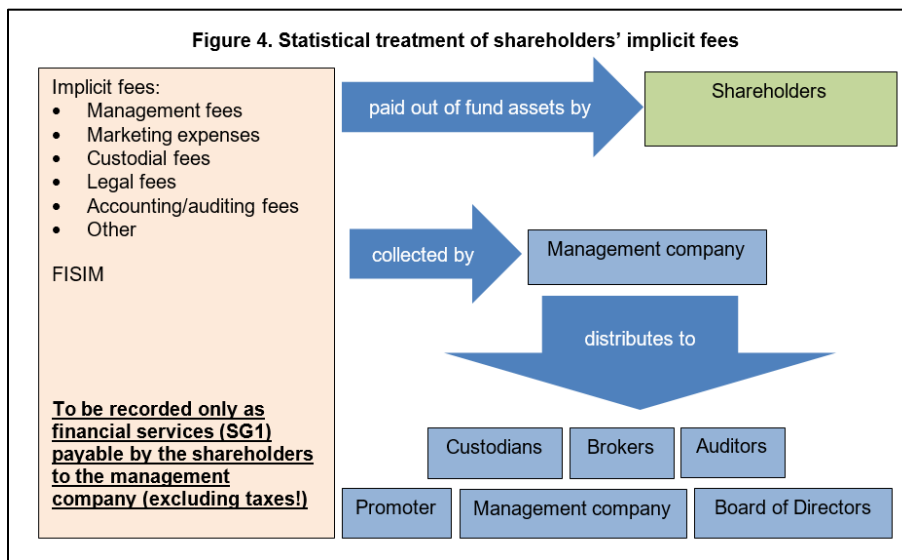 Figure 4. Statistical treatment of shareholders’ implicit fees
Implicit fees:
• Management fees
• Marketing expenses
• Custodial fees
• Legal fees
• Accounting/auditing fees
• Other
FISIM
To be recorded only as
financial services (SG1)
payable by the shareholders
to the management
company (excluding taxes!)
paid out of fund assets by
Shareholders
collected by
Management company
distributes to
Custodians
Brokers
Auditors
Promoter
Management company
Board of Directors